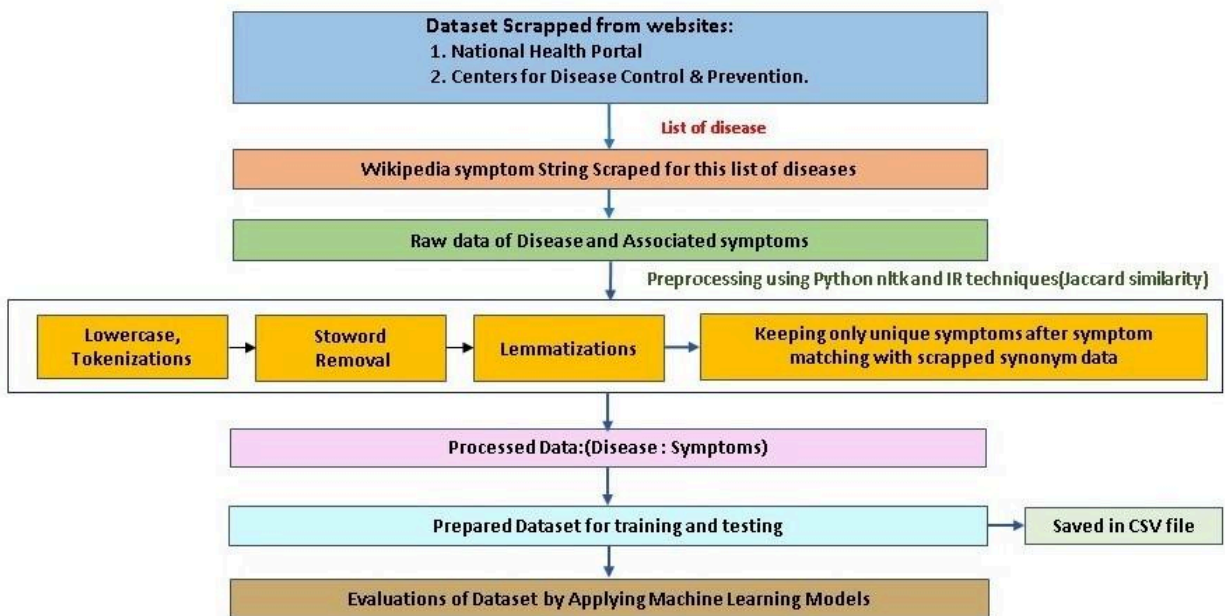 Dataset Scrapped from websites:
1. National Health Portal
2. Centers for Disease Control & Prevention.
List of disease
Wikipedia symptom String Scraped for this list of diseases
Raw data of Disease and Associated symptoms
Preprocessing using Python nltk and IR techniques(Jaccard similarity)
Lowercase,
Tokenizations
Stoword
Removal
Lemmatizations
Keeping only unique symptoms after symptom
matching with scrapped synonym data
Processed Data:(Disease : Symptoms)
Prepared Dataset for training and testing
Saved in CSV file
Evaluations of Dataset by Applying Machine Learning Models